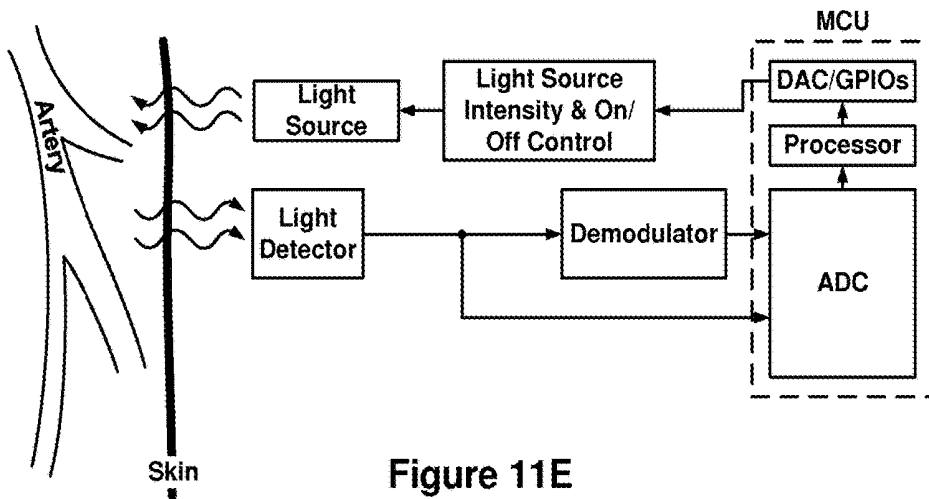 MCU
Artery
Light
Source
Light Source
Intensity & On/
Off Control
DAC/GPIOs
Processor
Light
Detector
Demodulator
ADC
Skin
Figure 11E